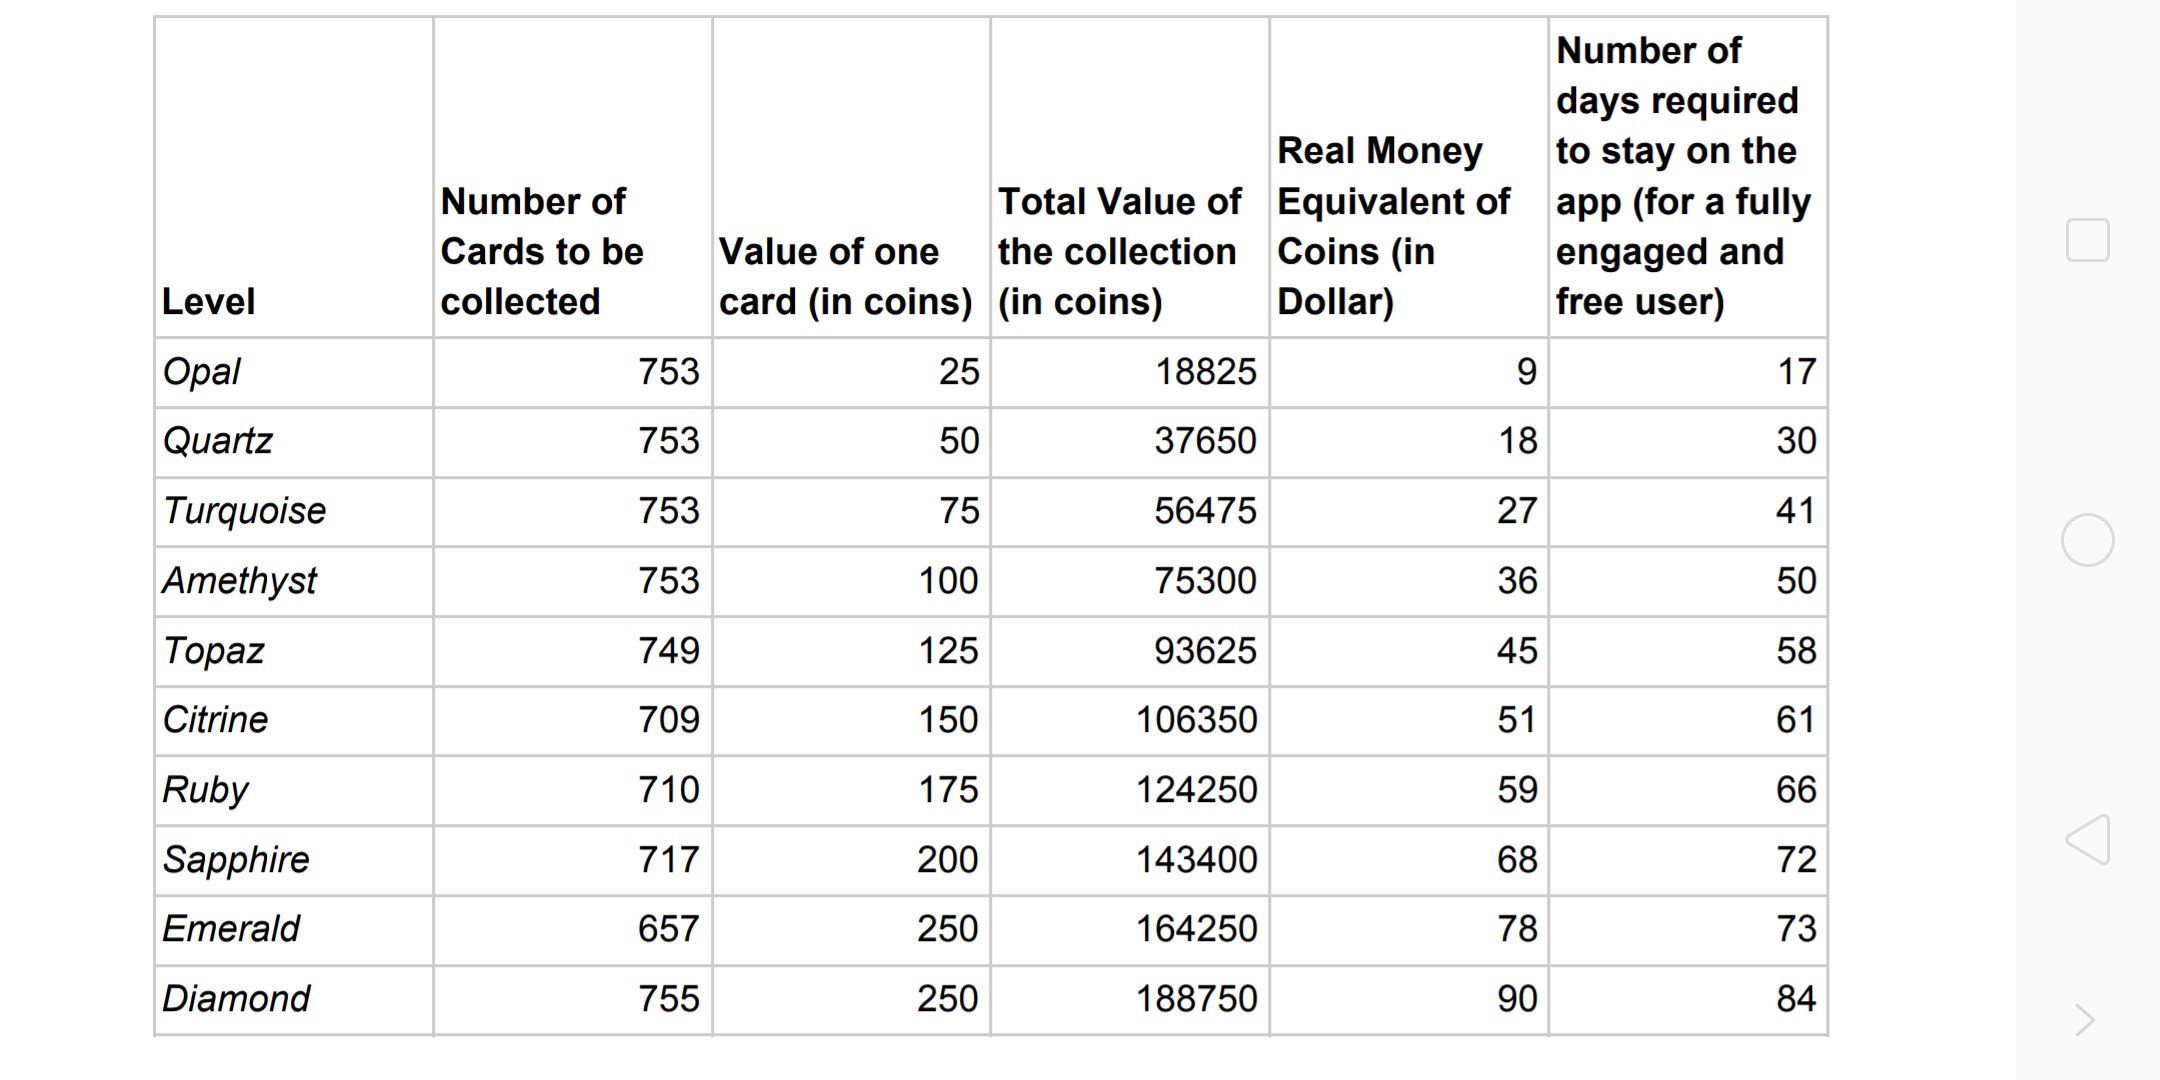 Level	Number of Cards to be collected	Value of one card (in coins)	Total Value of the collection (in coins)	Real Money Equivalent of Coins (in Dollar)	Number of days required to stay on the app (for a fully engaged and free user)
Opal	753	25	18825	9	17
Quartz	753	50	37650	18	30
Turquoise	753	75	56475	27	41
Amethyst	753	100	75300	36	50
Topaz	749	125	93625	45	58
Citrine	709	150	106350	51	61
Ruby	710	175	124250	59	66
Sapphire	717	200	143400	68	72
Emerald	657	250	164250	78	73
Diamond	755	250	188750	90	84